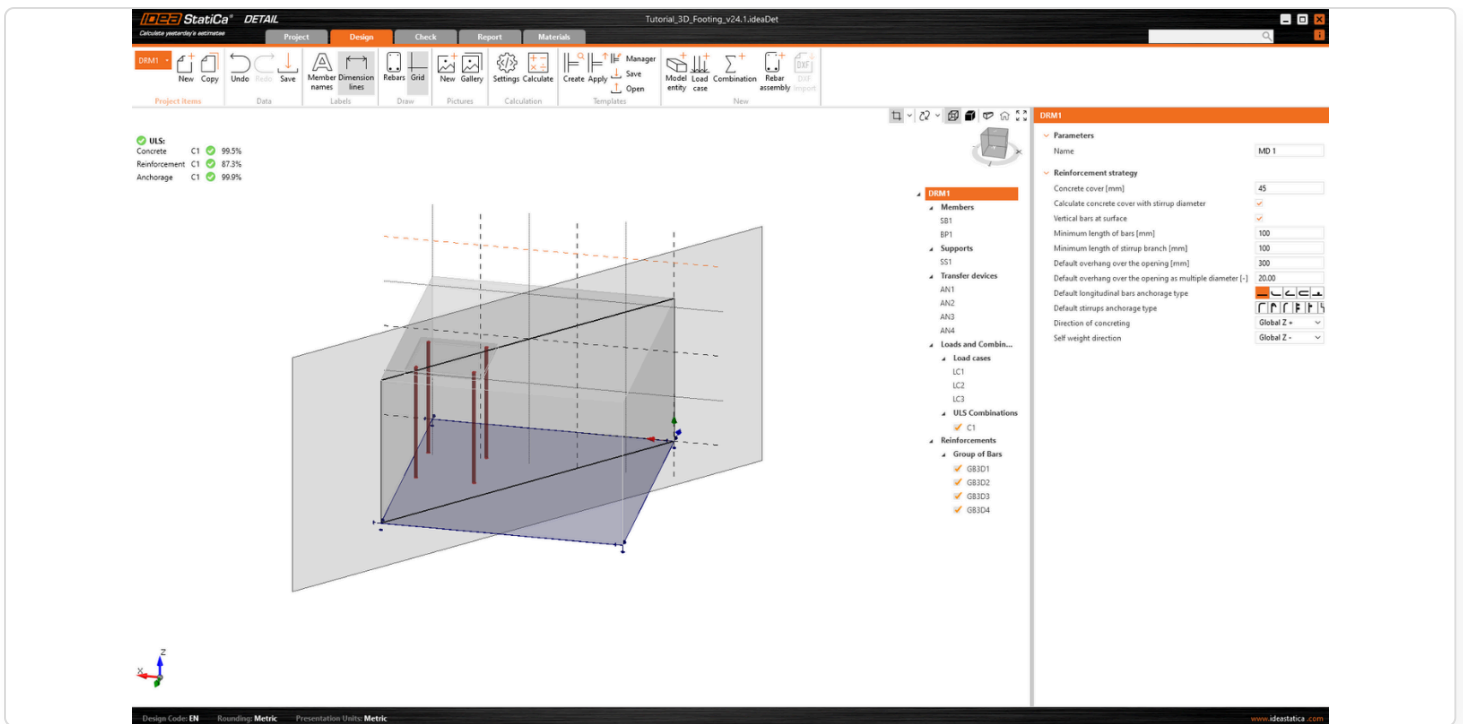 IDEA StatiCa® DETAIL
Calculate yesterday's estimates
Tutorial_3D_Footing_v24.1.ideaDet
Project Design Check Report Materials
DRM1
New Copy
Undo Redo Save
Member names
Dimension lines
Rebars Grid
New Gallery
Settings Calculate
Create Apply
Manager
Save
Open
Model entity
Load case
Combination
Rebar assembly
DXF
DXF Import
Project Items Data Labels Draw Pictures Calculation Templates New
ULS:
Concrete C1 99.5%
Reinforcement C1 87.3%
Anchorage C1 99.9%
DRM1
Members
SB1
BP1
Supports
SS1
Transfer devices
AN1
AN2
AN3
AN4
Loads and Combin...
Load cases
LC1
LC2
LC3
ULS Combinations
C1
Reinforcements
Group of Bars
GB3D1
GB3D2
GB3D3
GB3D4
DRM1
Parameters
Name MD 1
Reinforcement strategy
Concrete cover [mm] 45
Calculate concrete cover with stirrup diameter
Vertical bars at surface
Minimum length of bars [mm] 100
Minimum length of stirrup branch [mm] 100
Default overhang over the opening [mm] 300
Default overhang over the opening as multiple diameter [-] 20.00
Default longitudinal bars anchorage type
Default stirrups anchorage type
Direction of concreting Global Z +
Self weight direction Global Z -
Z
X
Design Code: EN Rounding: Metric Presentation Units: Metric
www.ideastatica.com